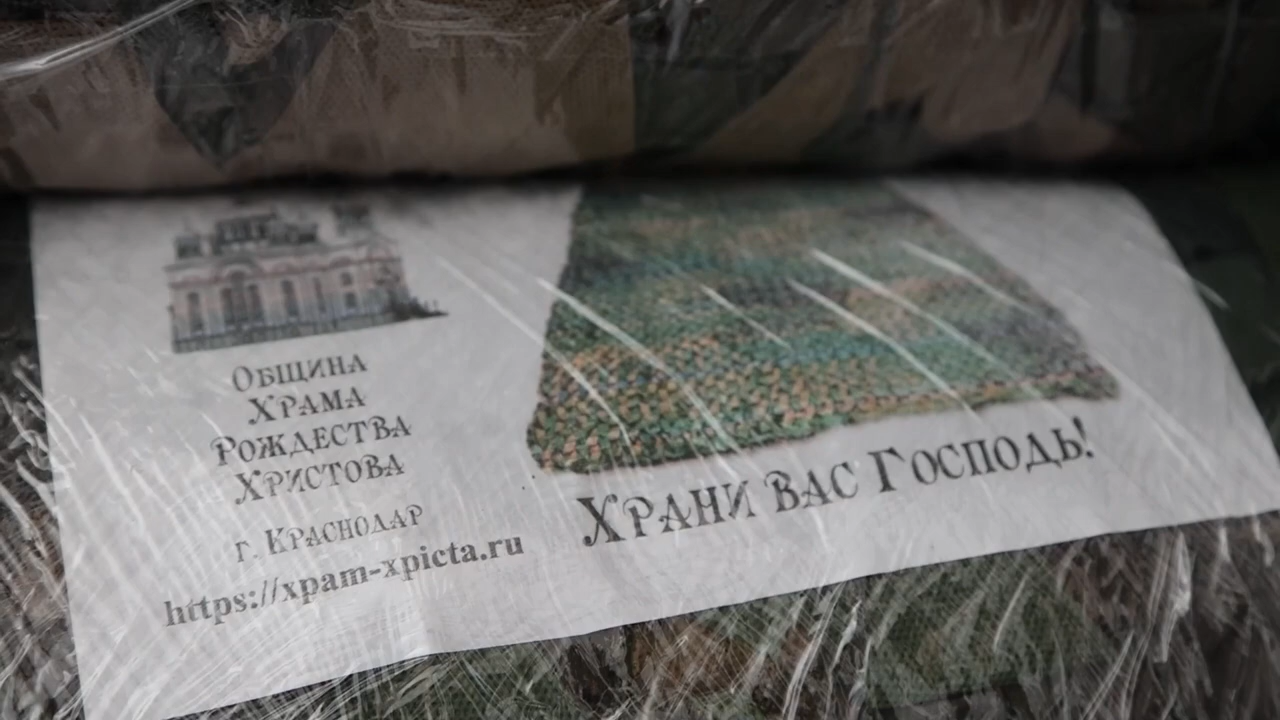 Община
Храма
Рождества
Христова
г. Краснодар
https://xpam-xpicta.ru
Храни вас Господь!